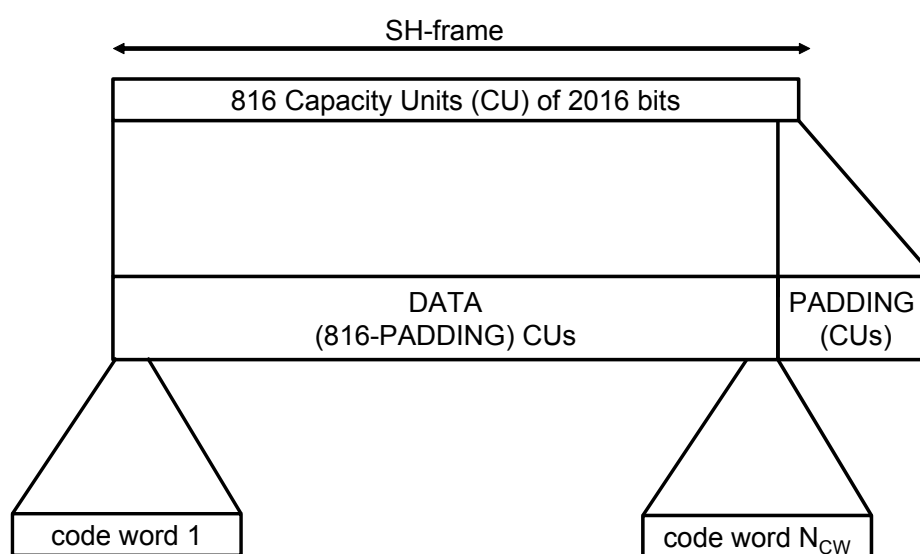 SH-frame
816 Capacity Units (CU) of 2016 bits
DATA
(816-PADDING) CUs
PADDING
(CUs)
code word 1
code word N_CW